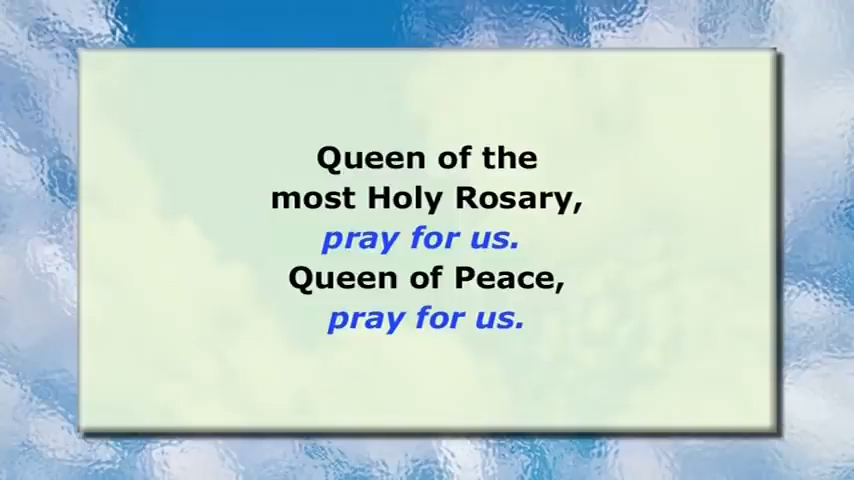 Queen of the
most Holy Rosary,
pray for us.
Queen of Peace,
pray for us.